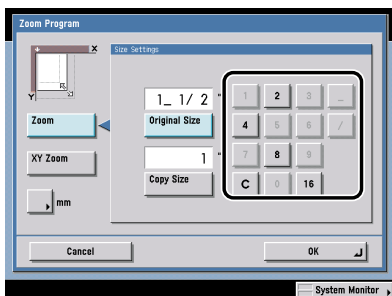 Zoom Program
X
Size Settings
Y
1_ 1/ 2 "
1 2 3 _
Zoom
Original Size
4 5 6 /
XY Zoom
1 "
7 8 9
Copy Size
C 0 16
mm
Cancel
OK
System Monitor